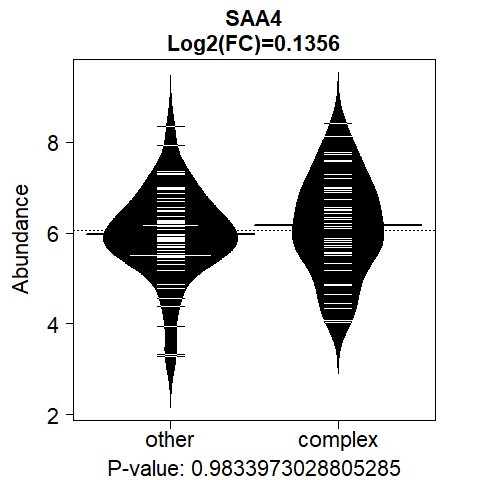 SAA4
Log2(FC)=0.1356
Abundance
8
6
4
2
other complex
P-value: 0.9833973028805285